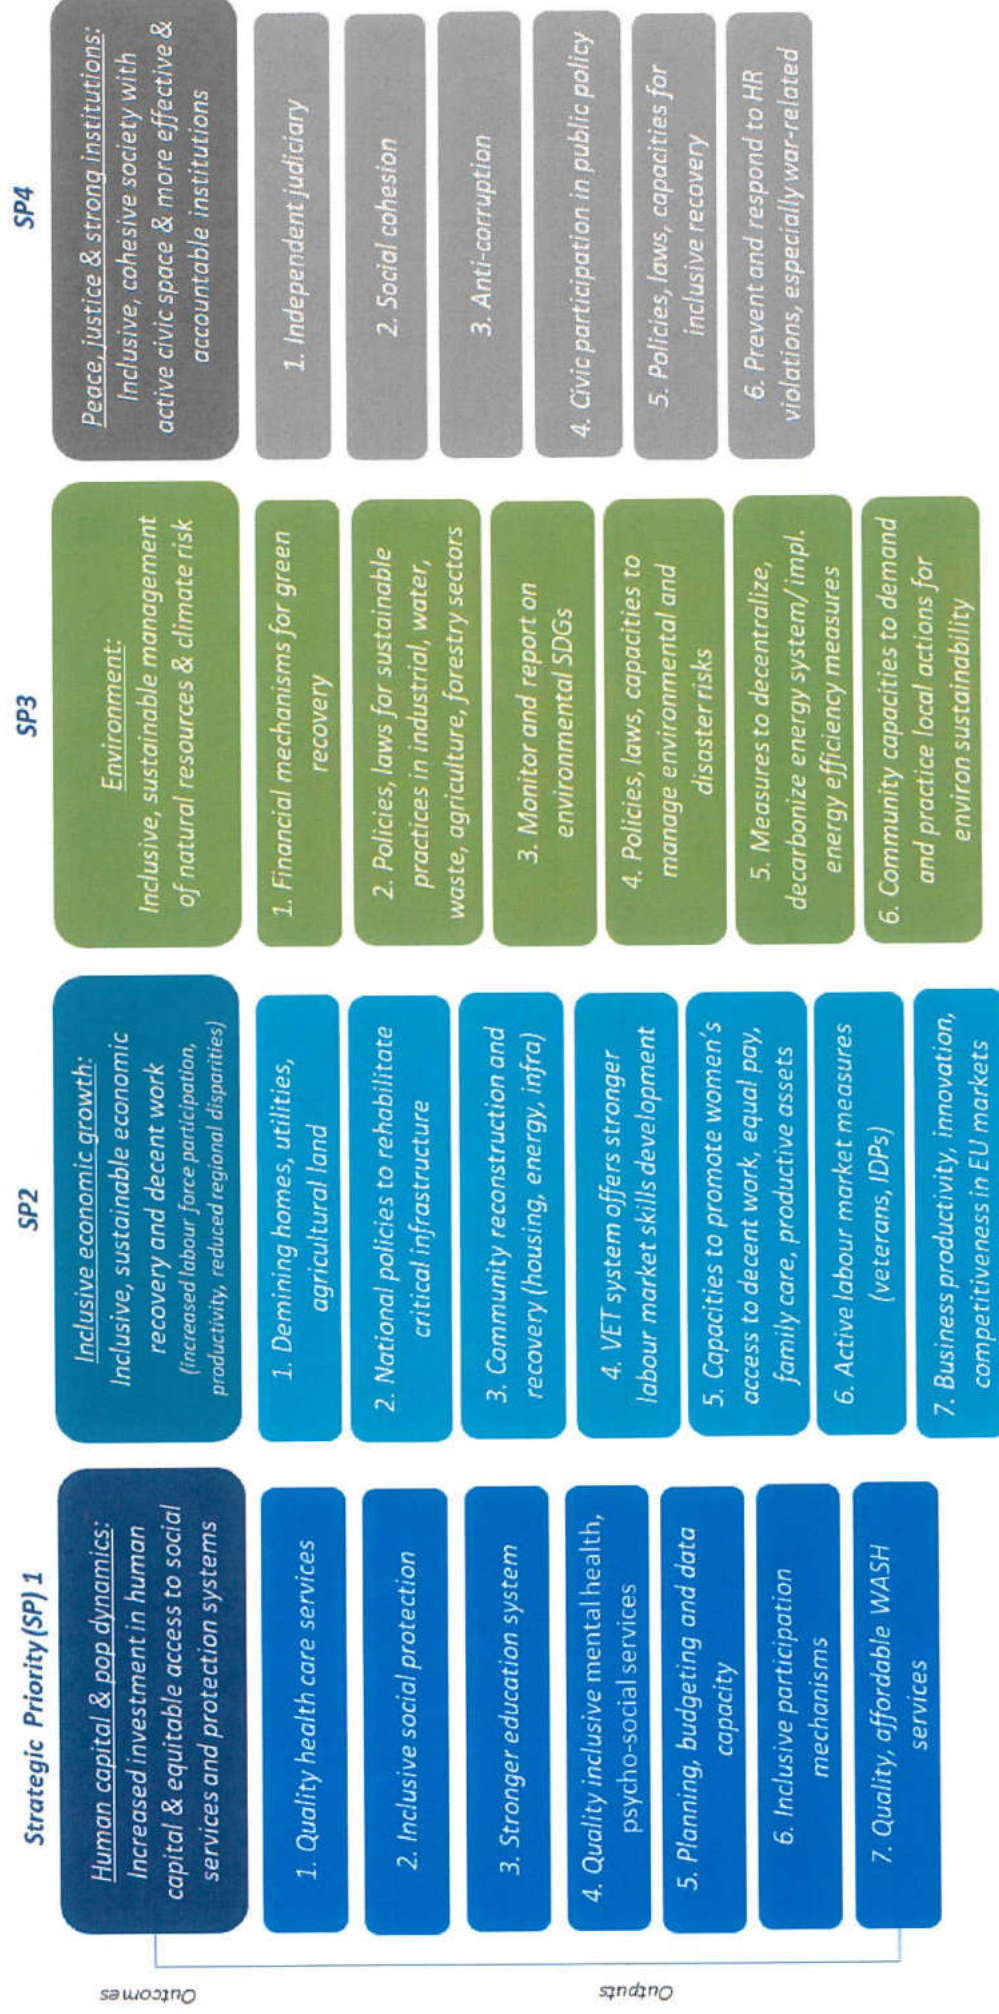 Strategic Priority (SP) 1
Human capital & pop dynamics:
Increased investment in human
capital & equitable access to social
services and protection systems
1. Quality health care services
2. Inclusive social protection
3. Stronger education system
4. Quality inclusive mental health,
psycho-social services
5. Planning, budgeting and data
capacity
6. Inclusive participation
mechanisms
7. Quality, affordable WASH
services
SP2
Inclusive economic growth:
Inclusive, sustainable economic
recovery and decent work
(increased labour force participation,
productivity, reduced regional disparities)
1. Demining homes, utilities,
agricultural land
2. National policies to rehabilitate
critical infrastructure
3. Community reconstruction and
recovery (housing, energy, infra)
4. VET system offers stronger
labour market skills development
5. Capacities to promote women's
access to decent work, equal pay,
family care, productive assets
6. Active labour market measures
(veterans, IDPs)
7. Business productivity, innovation,
competitiveness in EU markets
SP3
Environment:
Inclusive, sustainable management
of natural resources & climate risk
1. Financial mechanisms for green
recovery
2. Policies, laws for sustainable
practices in industrial, water,
waste, agriculture, forestry sectors
3. Monitor and report on
environmental SDGs
4. Policies, laws, capacities to
manage environmental and
disaster risks
5. Measures to decentralize,
decarbonize energy system/impl.
energy efficiency measures
6. Community capacities to demand
and practice local actions for
environ sustainability
SP4
Peace, justice & strong institutions:
Inclusive, cohesive society with
active civic space & more effective &
accountable institutions
1. Independent judiciary
2. Social cohesion
3. Anti-corruption
4. Civic participation in public policy
5. Policies, laws, capacities for
inclusive recovery
6. Prevent and respond to HR
violations, especially war-related
Outcomes
Outputs